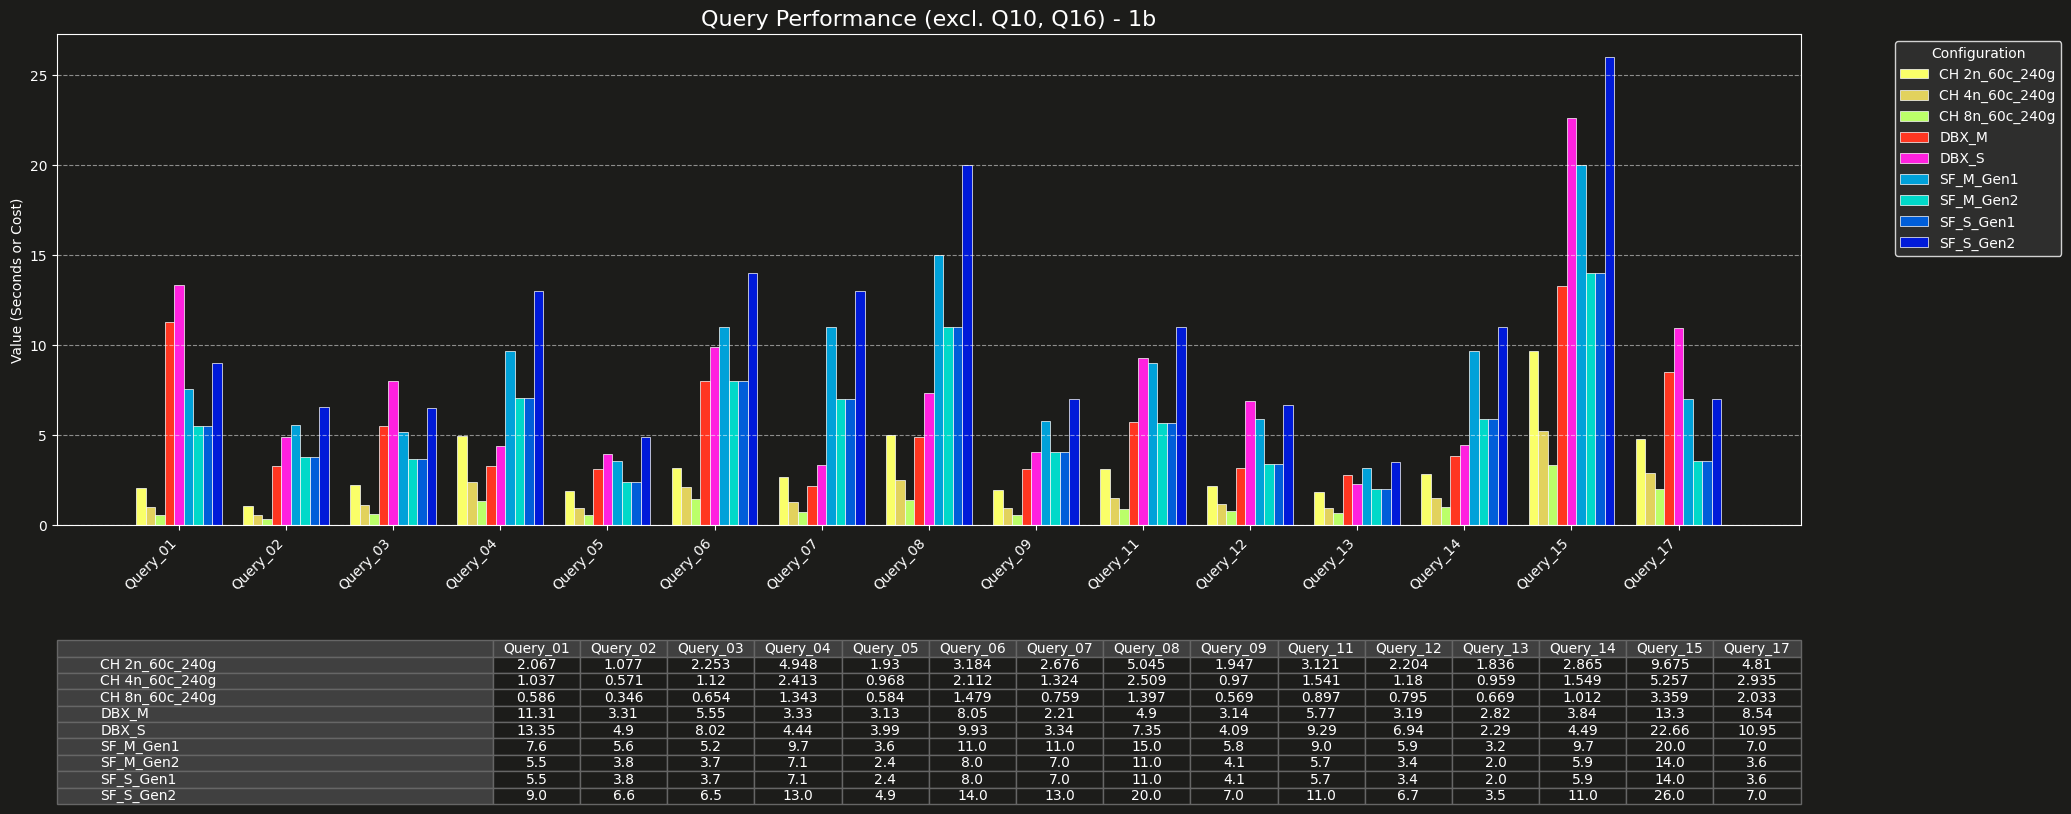 Query Performance (excl. Q10, Q16) - 1b
Value (Seconds or Cost)
25
20
15
10
5
0
Query_01
Query_02
Query_03
Query_04
Query_05
Query_06
Query_07
Query_08
Query_09
Query_11
Query_12
Query_13
Query_14
Query_15
Query_17
Configuration
CH 2n_60c_240g
CH 4n_60c_240g
CH 8n_60c_240g
DBX_M
DBX_S
SF_M_Gen1
SF_M_Gen2
SF_S_Gen1
SF_S_Gen2
Query_01 Query_02 Query_03 Query_04 Query_05 Query_06 Query_07 Query_08 Query_09 Query_11 Query_12 Query_13 Query_14 Query_15 Query_17
CH 2n_60c_240g 2.067 1.077 2.253 4.948 1.93 3.184 2.676 5.045 1.947 3.121 2.204 1.836 2.865 9.675 4.81
CH 4n_60c_240g 1.037 0.571 1.12 2.413 0.968 2.112 1.324 2.509 0.97 1.541 1.18 0.959 1.549 5.257 2.935
CH 8n_60c_240g 0.586 0.346 0.654 1.343 0.584 1.479 0.759 1.397 0.569 0.897 0.795 0.669 1.012 3.359 2.033
DBX_M 11.31 3.31 5.55 3.33 3.13 8.05 2.21 4.9 3.14 5.77 3.19 2.82 3.84 13.3 8.54
DBX_S 13.35 4.9 8.02 4.44 3.99 9.93 3.34 7.35 4.09 9.29 6.94 2.29 4.49 22.66 10.95
SF_M_Gen1 7.6 5.6 5.2 9.7 3.6 11.0 11.0 15.0 5.8 9.0 5.9 3.2 9.7 20.0 7.0
SF_M_Gen2 5.5 3.8 3.7 7.1 2.4 8.0 7.0 11.0 4.1 5.7 3.4 2.0 5.9 14.0 3.6
SF_S_Gen1 5.5 3.8 3.7 7.1 2.4 8.0 7.0 11.0 4.1 5.7 3.4 2.0 5.9 14.0 3.6
SF_S_Gen2 9.0 6.6 6.5 13.0 4.9 14.0 13.0 20.0 7.0 11.0 6.7 3.5 11.0 26.0 7.0